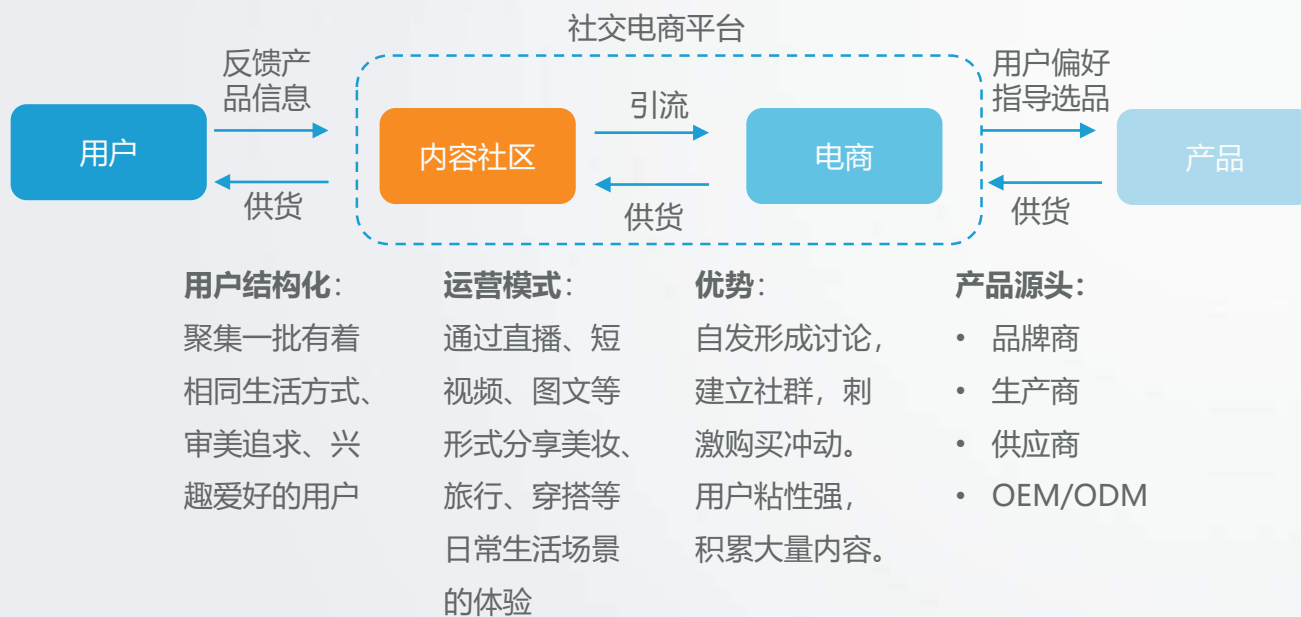 社交电商平台
反馈产
品信息
用户偏好
指导选品
引流
用户
内容社区
电商
产品
供货
供货
供货
用户结构化：
聚集一批有着
相同生活方式、
审美追求、兴
趣爱好的用户
运营模式：
通过直播、短
视频、图文等
形式分享美妆、
旅行、穿搭等
日常生活场景
的体验
优势：
自发形成讨论，
建立社群，刺
激购买冲动。
用户粘性强，
积累大量内容。
产品源头：
• 品牌商
• 生产商
• 供应商
• OEM/ODM